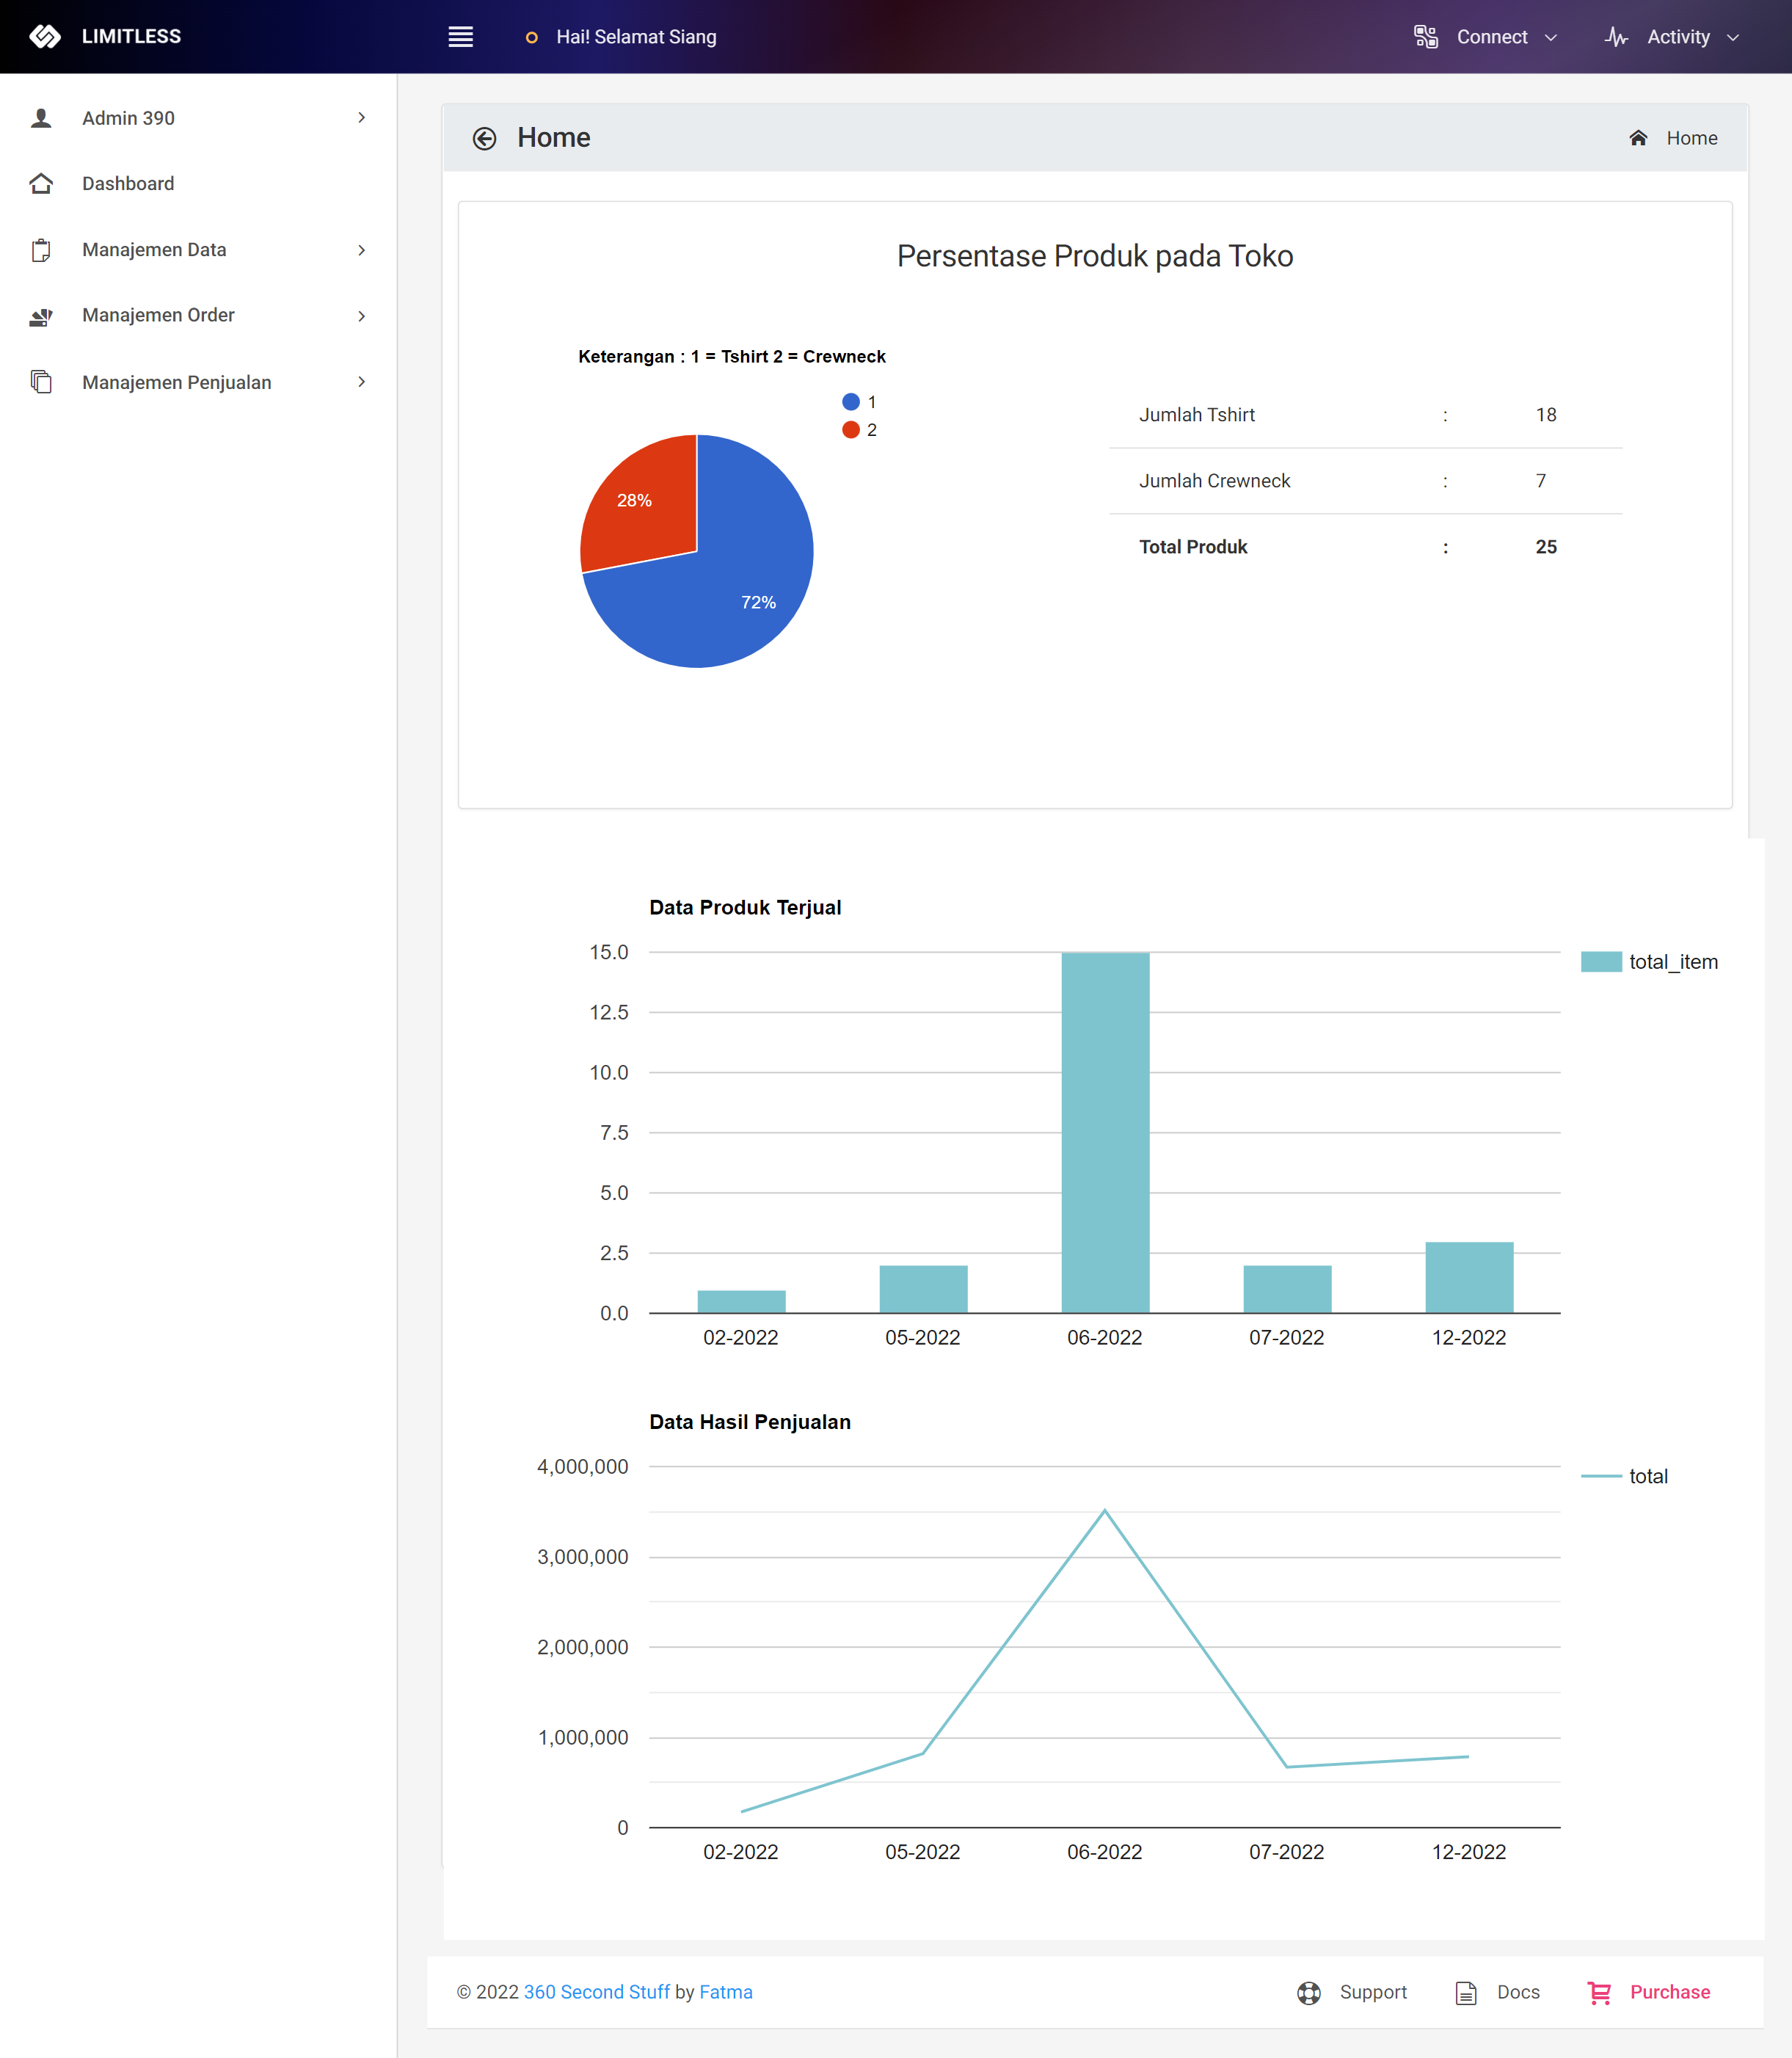 LIMITLESS
Hai! Selamat Siang
Connect
Activity
Admin 390
Dashboard
Manajemen Data
Manajemen Order
Manajemen Penjualan
Home
Home
Persentase Produk pada Toko
Keterangan : 1 = Tshirt 2 = Crewneck
1
2
28%
72%
Jumlah Tshirt : 18
Jumlah Crewneck : 7
Total Produk : 25
Data Produk Terjual
15.0
12.5
10.0
7.5
5.0
2.5
0.0
total_item
02-2022 05-2022 06-2022 07-2022 12-2022
Data Hasil Penjualan
4,000,000
3,000,000
2,000,000
1,000,000
0
total
02-2022 05-2022 06-2022 07-2022 12-2022
© 2022 360 Second Stuff by Fatma
Support
Docs
Purchase